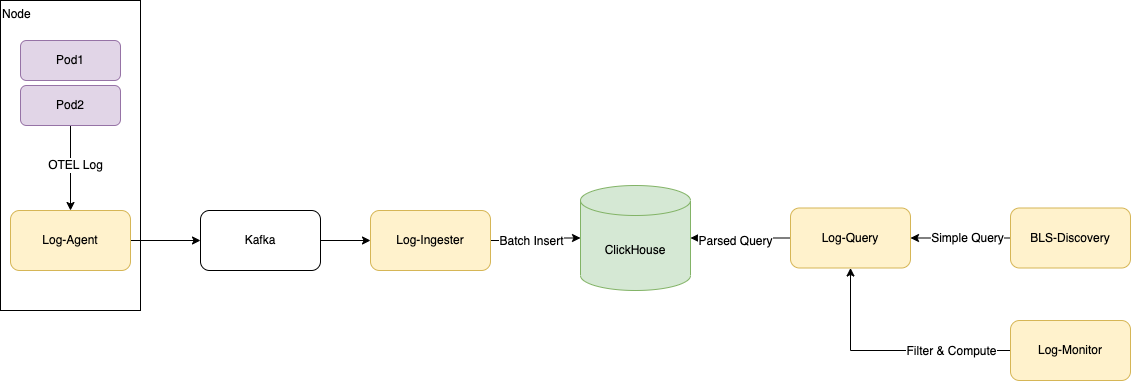 Node
Pod1
Pod2
OTEL Log
Log-Agent
Kafka
Log-Ingester
Batch Insert
ClickHouse
Parsed Query
Log-Query
Simple Query
BLS-Discovery
Filter & Compute
Log-Monitor